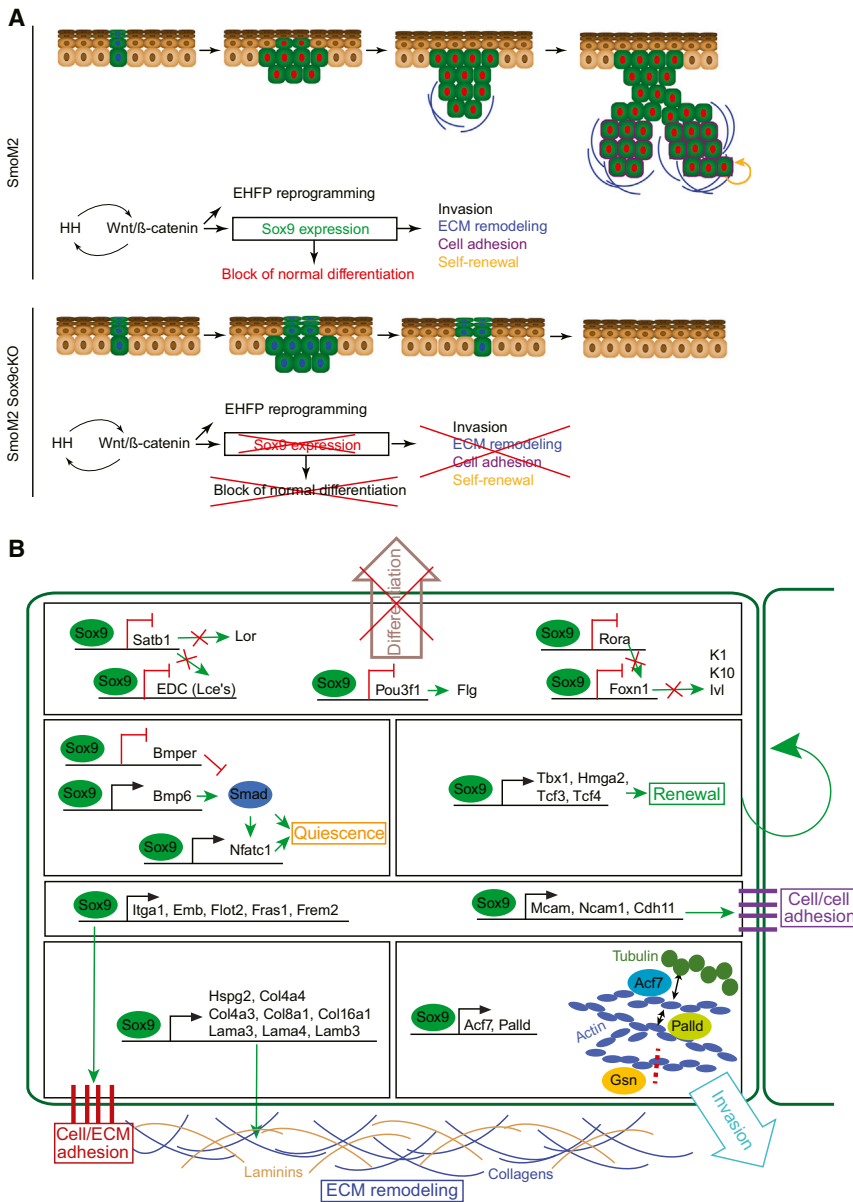 A
SmoM2
HH
Wnt/ß-catenin
EHFP reprogramming
Sox9 expression
Block of normal differentiation
Invasion
ECM remodeling
Cell adhesion
Self-renewal
SmoM2 Sox9cKO
HH
Wnt/ß-catenin
EHFP reprogramming
Sox9 expression
Block of normal differentiation
Invasion
ECM remodeling
Cell adhesion
Self-renewal
B
Differentiation
Sox9
Satb1
Lor
Sox9
EDC (Lce's)
Sox9
Pou3f1
Flg
Sox9
Rora
Sox9
Foxn1
K1
K10
Ivl
Sox9
Bmper
Sox9
Bmp6
Smad
Sox9
Nfatc1
Quiescence
Sox9
Tbx1, Hmga2,
Tcf3, Tcf4
Renewal
Sox9
Itga1, Emb, Flot2, Fras1, Frem2
Sox9
Mcam, Ncam1, Cdh11
Cell/cell
adhesion
Sox9
Hspg2, Col4a4
Col4a3, Col8a1, Col16a1
Lama3, Lama4, Lamb3
Sox9
Acf7, Palld
Tubulin
Acf7
Actin
Palld
Gsn
Invasion
Cell/ECM
adhesion
Laminins
Collagens
ECM remodeling